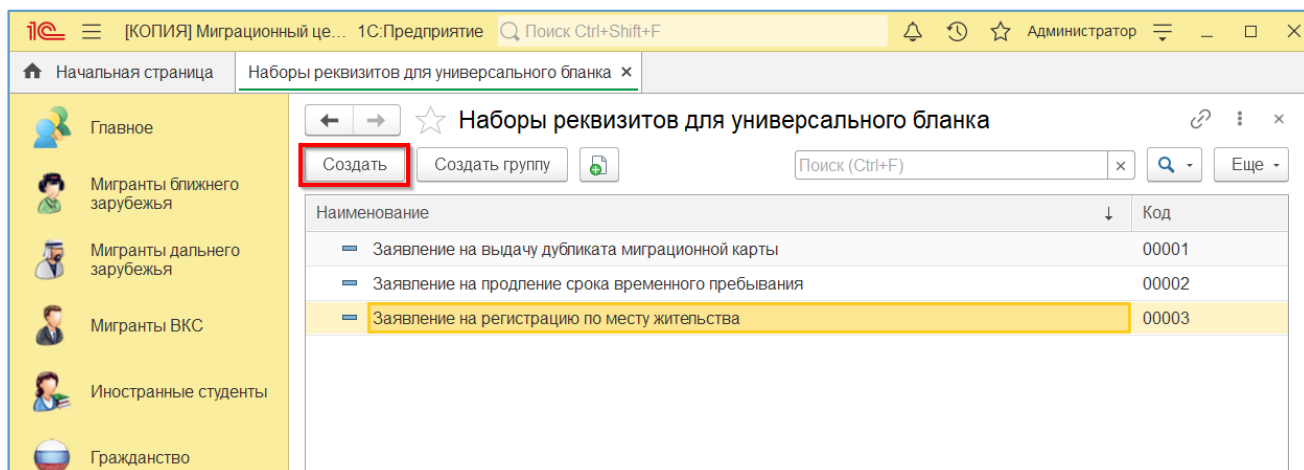 1С [КОПИЯ] Миграционный це... 1С:Предприятие Поиск Ctrl+Shift+F Администратор
Начальная страница Наборы реквизитов для универсального бланка ×
Главное
Мигранты ближнего
зарубежья
Мигранты дальнего
зарубежья
Мигранты ВКС
Иностранные студенты
Гражданство
Наборы реквизитов для универсального бланка
Создать Создать группу Поиск (Ctrl+F) × Еще
Наименование Код
Заявление на выдачу дубликата миграционной карты 00001
Заявление на продление срока временного пребывания 00002
Заявление на регистрацию по месту жительства 00003